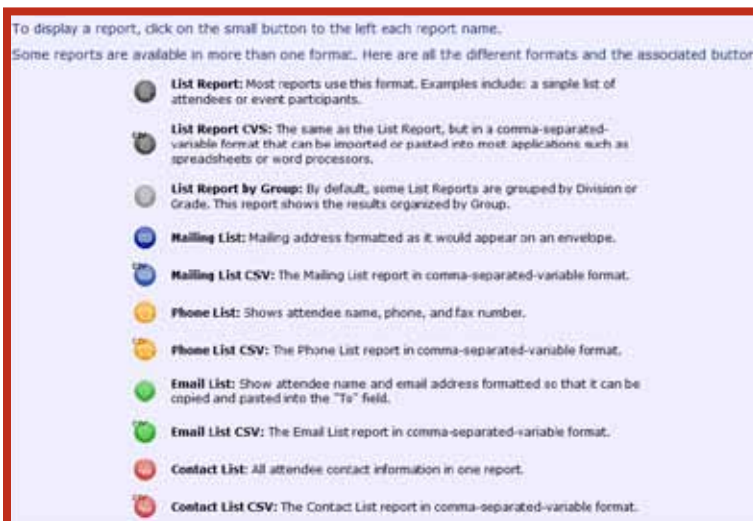 To display a report, click on the small button to the left each report name.
Some reports are available in more than one format. Here are all the different formats and the associated button
List Report: Most reports use this format. Examples include: a simple list of
attendees or event participants.
List Report CVS: The same as the List Report, but in a comma-separated-
variable format that can be imported or pasted into most applications such as
spreadsheets or word processors.
List Report by Group: By default, some List Reports are grouped by Division or
Grade. This report shows the results organized by Group.
Mailing List: Mailing address formatted as it would appear on an envelope.
Mailing List CSV: The Mailing List report in comma-separated-variable format.
Phone List: Shows attendee name, phone, and fax number.
Phone List CSV: The Phone List report in comma-separated-variable format.
Email List: Show attendee name and email address formatted so that it can be
copied and pasted into the "To" field.
Email List CSV: The Email List report in comma-separated-variable format.
Contact List: All attendee contact information in one report.
Contact List CSV: The Contact List report in comma-separated-variable format.